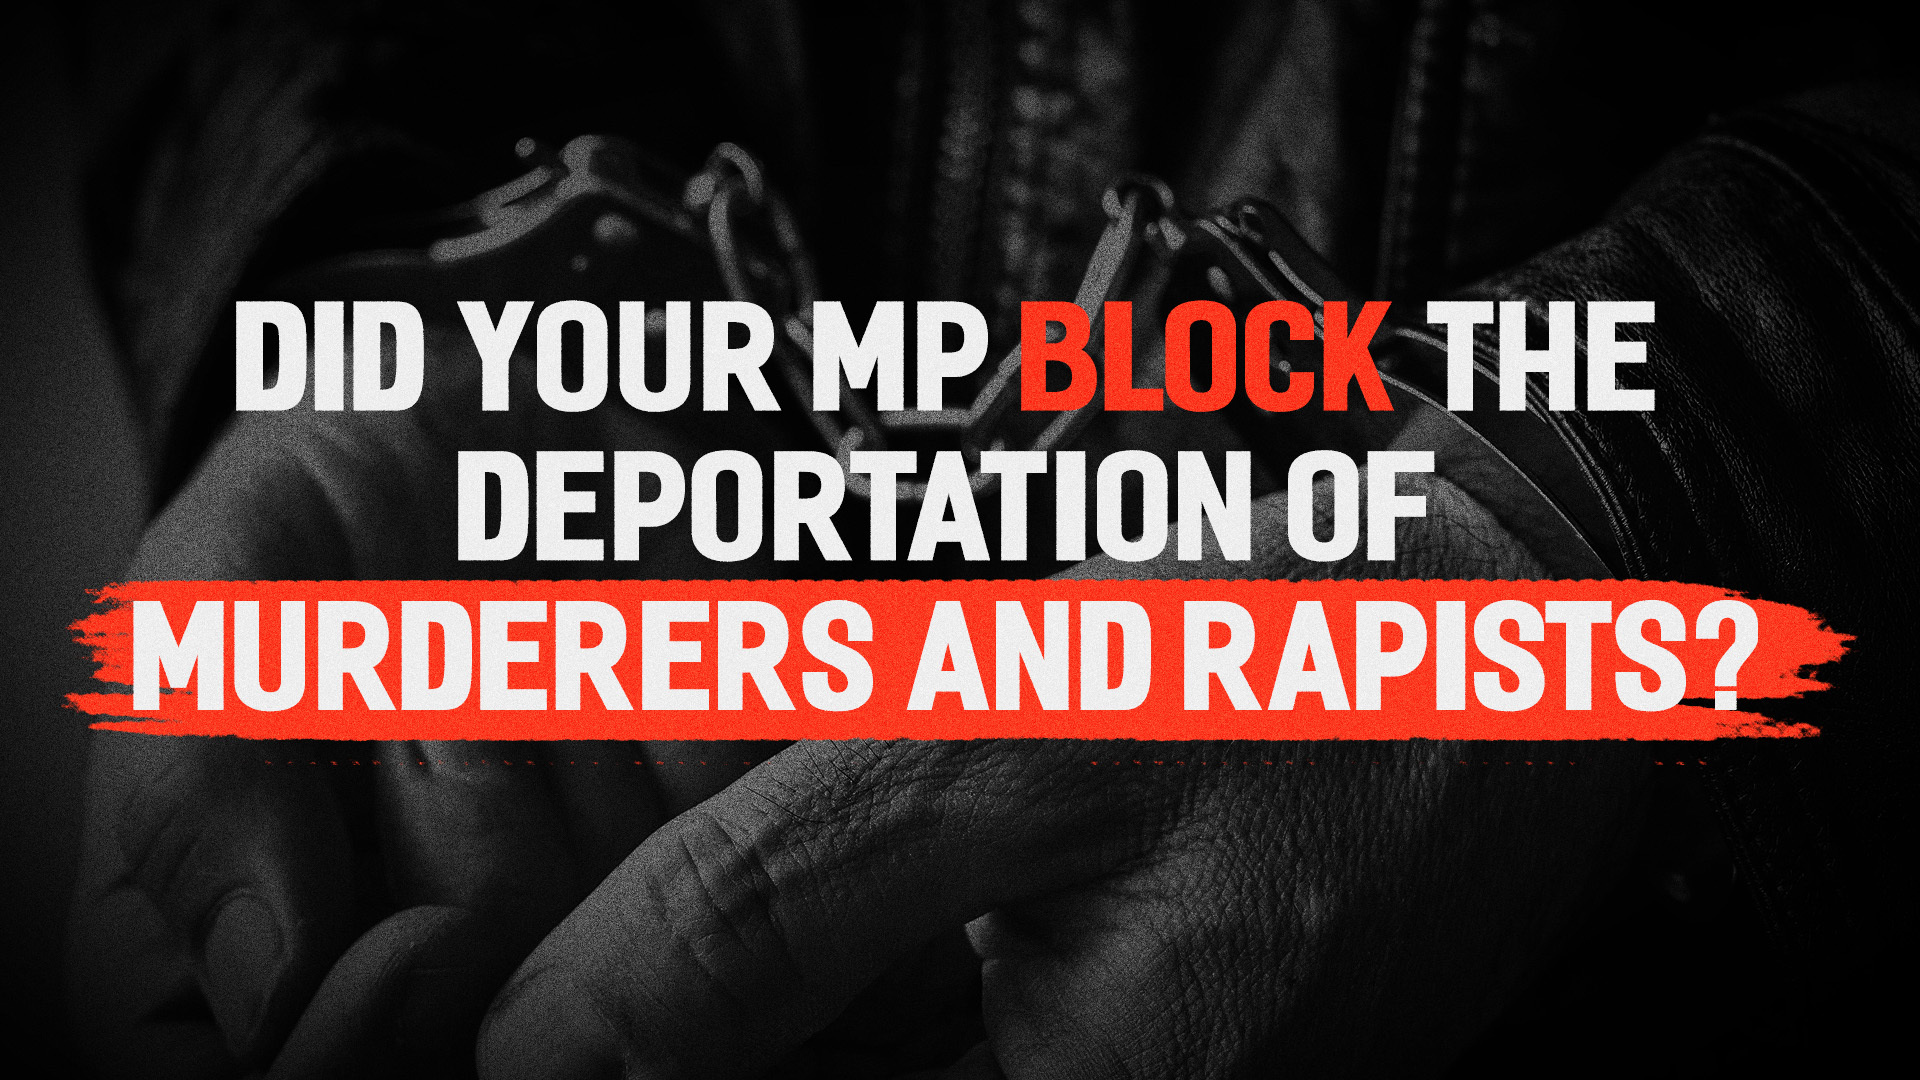 DID YOUR MP BLOCK THE
DEPORTATION OF
MURDERERS AND RAPISTS?